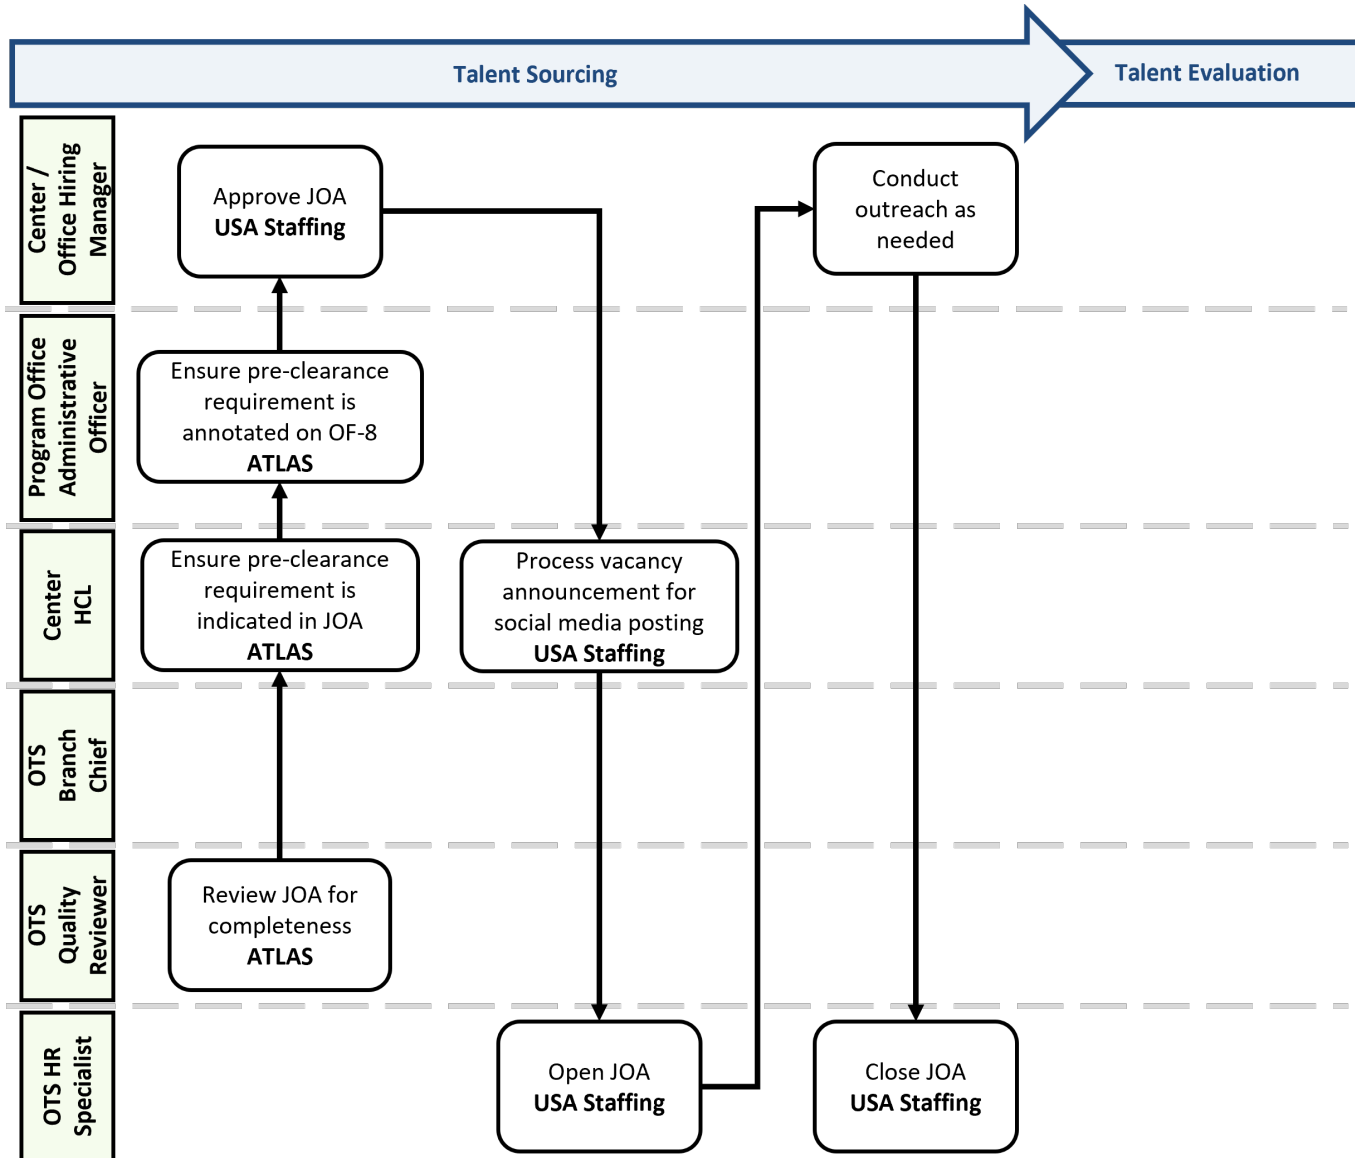 Talent Sourcing
Talent Evaluation
Center /
Office Hiring
Manager
Approve JOA
USA Staffing
Conduct
outreach as
needed
Program Office
Administrative
Officer
Ensure pre-clearance
requirement is
annotated on OF-8
ATLAS
Center
HCL
Ensure pre-clearance
requirement is
indicated in JOA
ATLAS
Process vacancy
announcement for
social media posting
USA Staffing
OTS
Branch
Chief
OTS
Quality
Reviewer
Review JOA for
completeness
ATLAS
OTS HR
Specialist
Open JOA
USA Staffing
Close JOA
USA Staffing